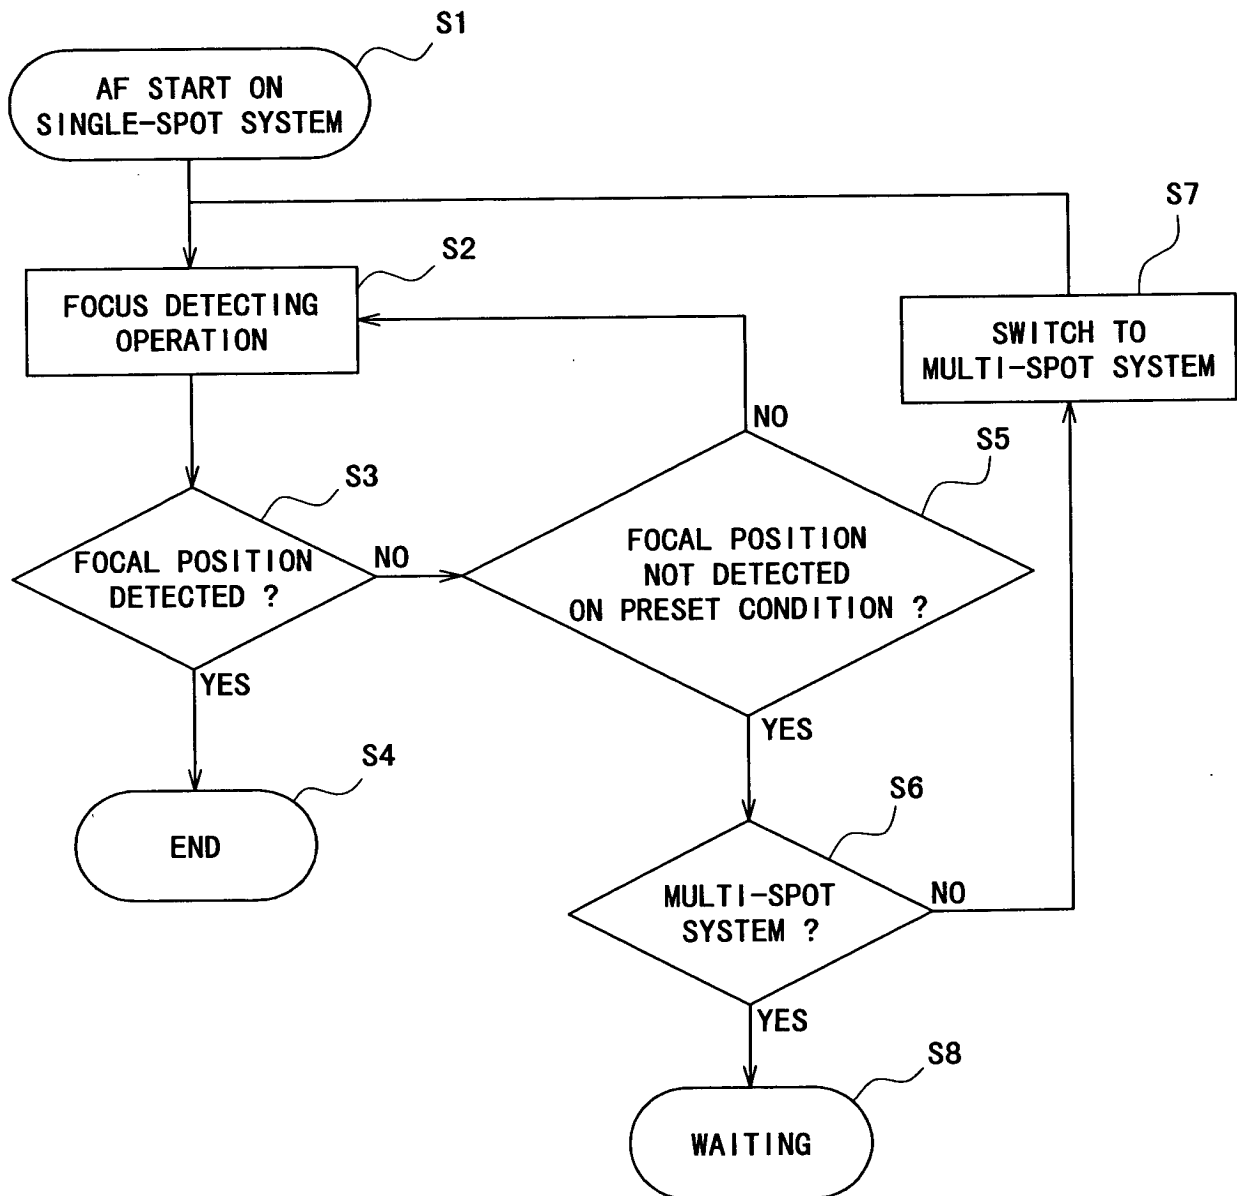 S1
AF START ON
SINGLE-SPOT SYSTEM
S7
S2
FOCUS DETECTING
OPERATION
SWITCH TO
MULTI-SPOT SYSTEM
NO
S5
S3
FOCAL POSITION
DETECTED ?
NO
FOCAL POSITION
NOT DETECTED
ON PRESET CONDITION ?
YES
YES
S4
END
S6
MULTI-SPOT
SYSTEM ?
NO
YES
S8
WAITING